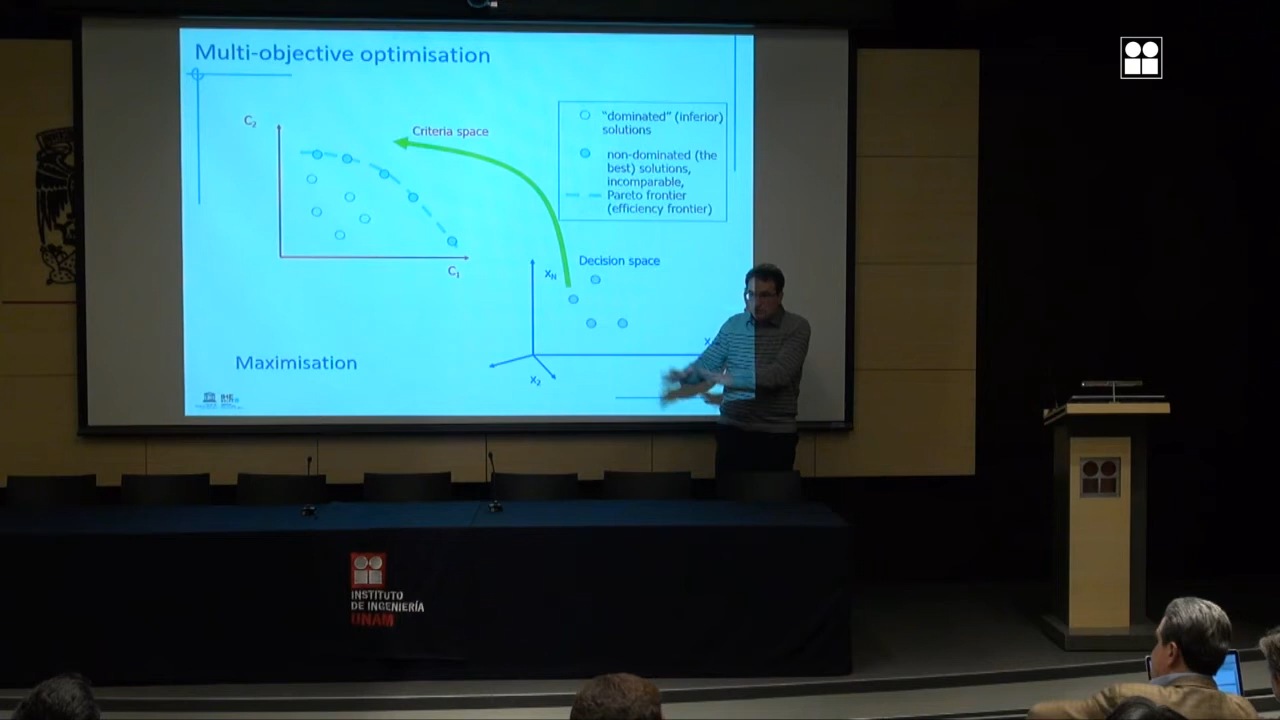 Multi-objective optimisation
C2
Criteria space
"dominated" (inferior)
solutions
non-dominated (the
best) solutions,
incomparable,
Pareto frontier
(efficiency frontier)
C1
Decision space
XN
X2
Maximisation
INSTITUTO
DE INGENIERÍA
UNAM